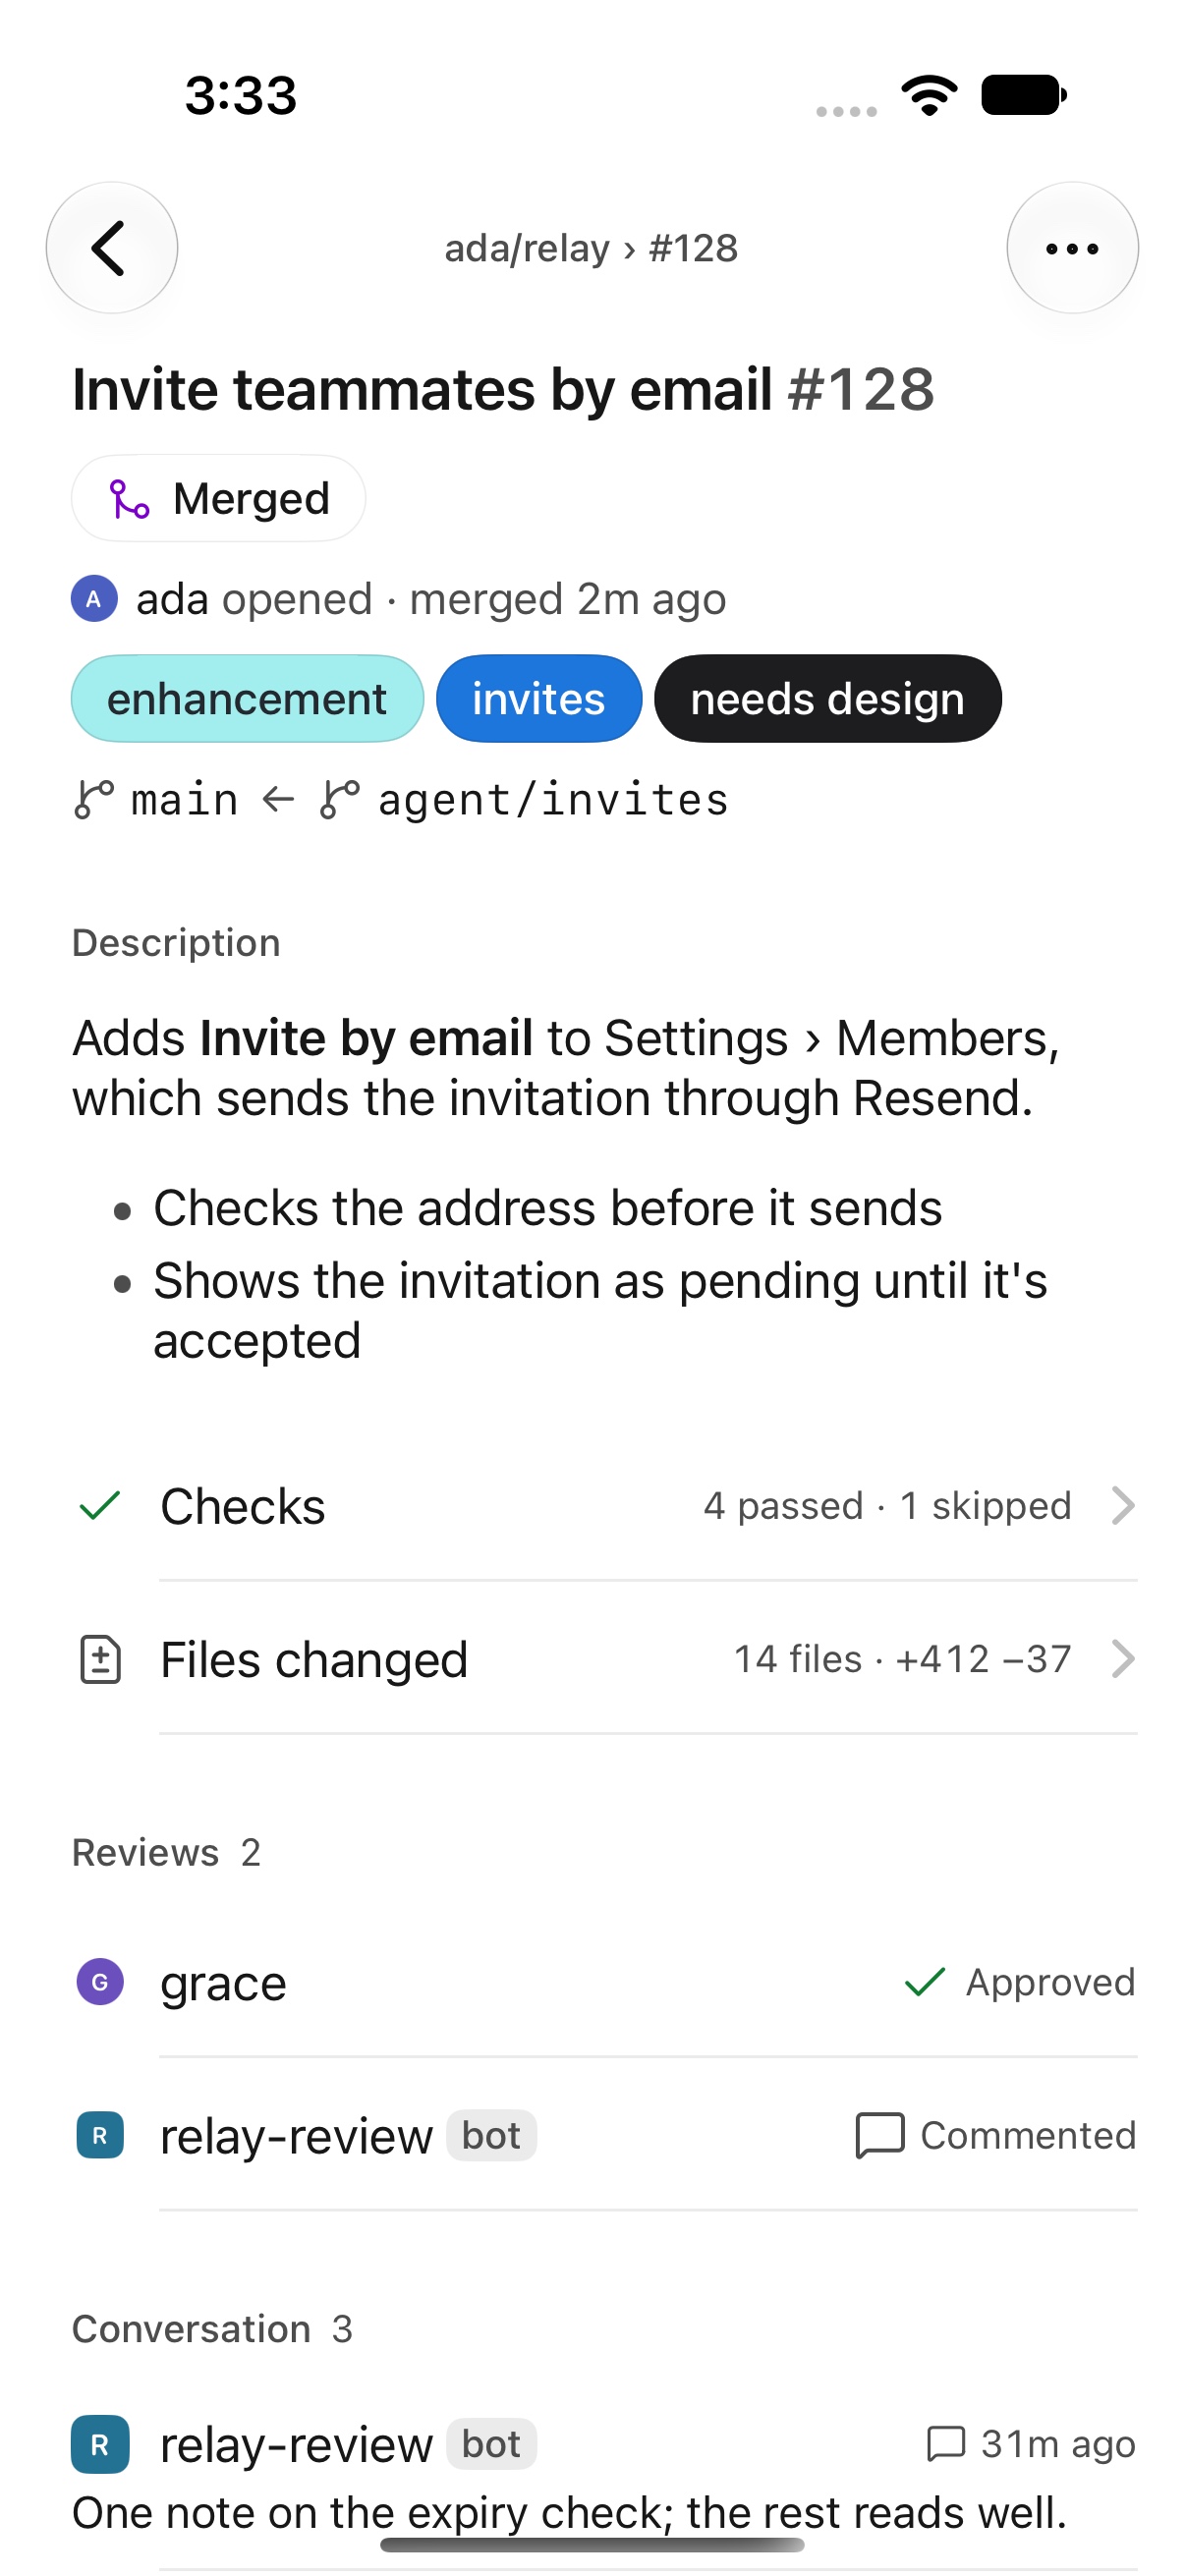 3:33
ada/relay › #128
Invite teammates by email #128
Merged
A ada opened · merged 2m ago
enhancement invites needs design
main ← agent/invites
Description
Adds Invite by email to Settings › Members,
which sends the invitation through Resend.
• Checks the address before it sends
• Shows the invitation as pending until it's
accepted
Checks 4 passed · 1 skipped
Files changed 14 files · +412 −37
Reviews 2
G grace Approved
R relay-review bot Commented
Conversation 3
R relay-review bot 31m ago
One note on the expiry check; the rest reads well.